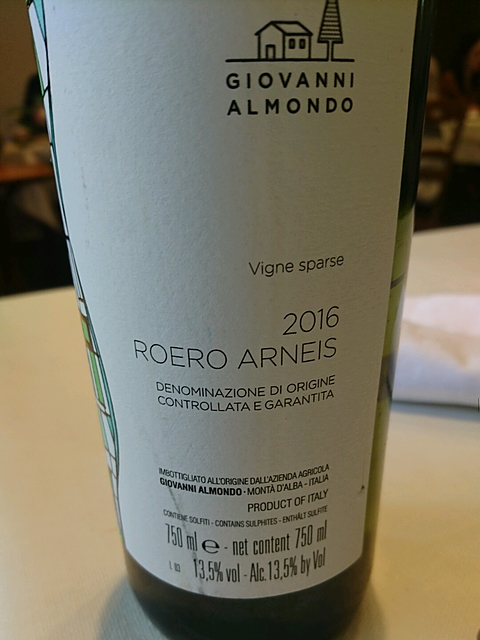 GIOVANNI
ALMONDO
Vigne sparse
2016
ROERO ARNEIS
DENOMINAZIONE DI ORIGINE
CONTROLLATA E GARANTITA
IMBOTTIGLIATO ALL'ORIGINE DALL'AZIENDA AGRICOLA
GIOVANNI ALMONDO - MONTÀ D'ALBA - ITALIA
PRODUCT OF ITALY
CONTIENE SOLFITI - CONTAINS SULPHITES - ENTHÄLT SULFITE
750 ml e - net content 750 ml
13,5% vol - Alc.13,5% by Vol